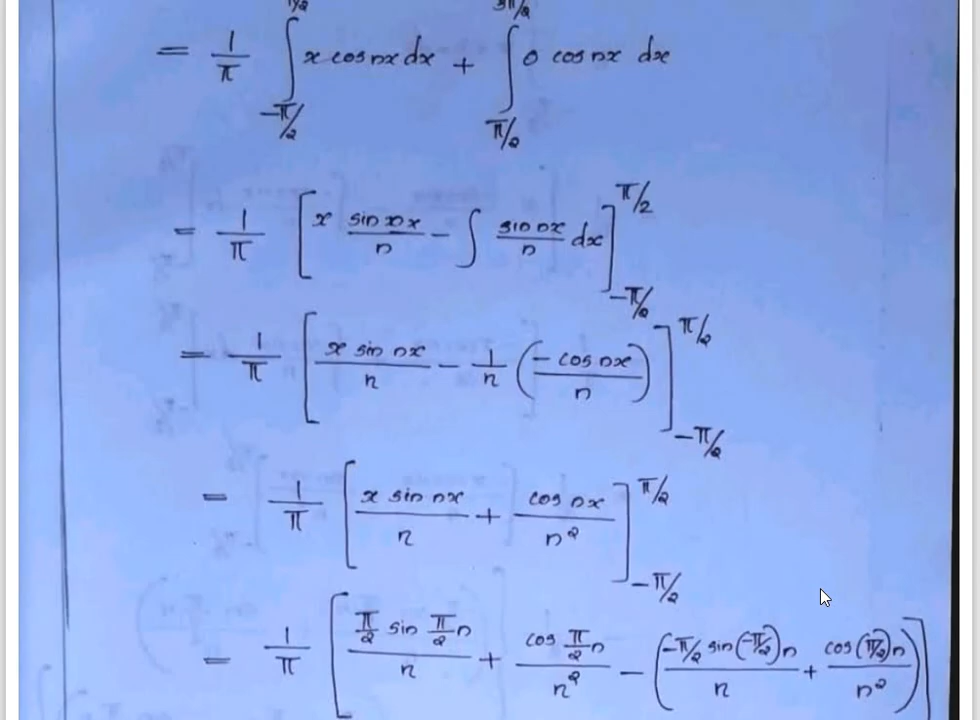 = 1/π ∫_{-π/2}^{π/2} x cos nx dx + ∫_{π/2}^{3π/2} 0 cos nx dx
= 1/π [x sin nx/n - ∫ sin nx/n dx]_{-π/2}^{π/2}
= 1/π [x sin nx/n - 1/n (-cos nx/n)]_{-π/2}^{π/2}
= 1/π [x sin nx/n + cos nx/n²]_{-π/2}^{π/2}
= 1/π [π/2 sin π/2 n/n + cos π/2 n/n² - (-π/2 sin(-π/2)n/n + cos(π/2)n/n²)]